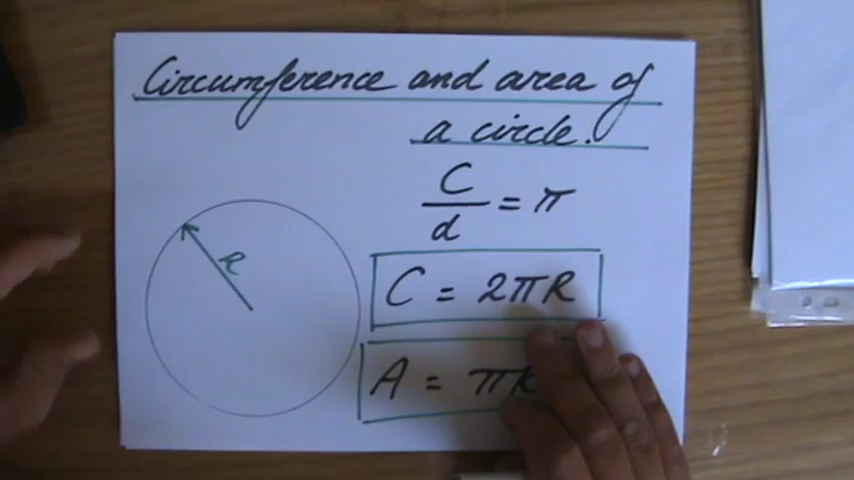 Circumference and area of
a circle.
C/d = π
R
C = 2πR
A = πR